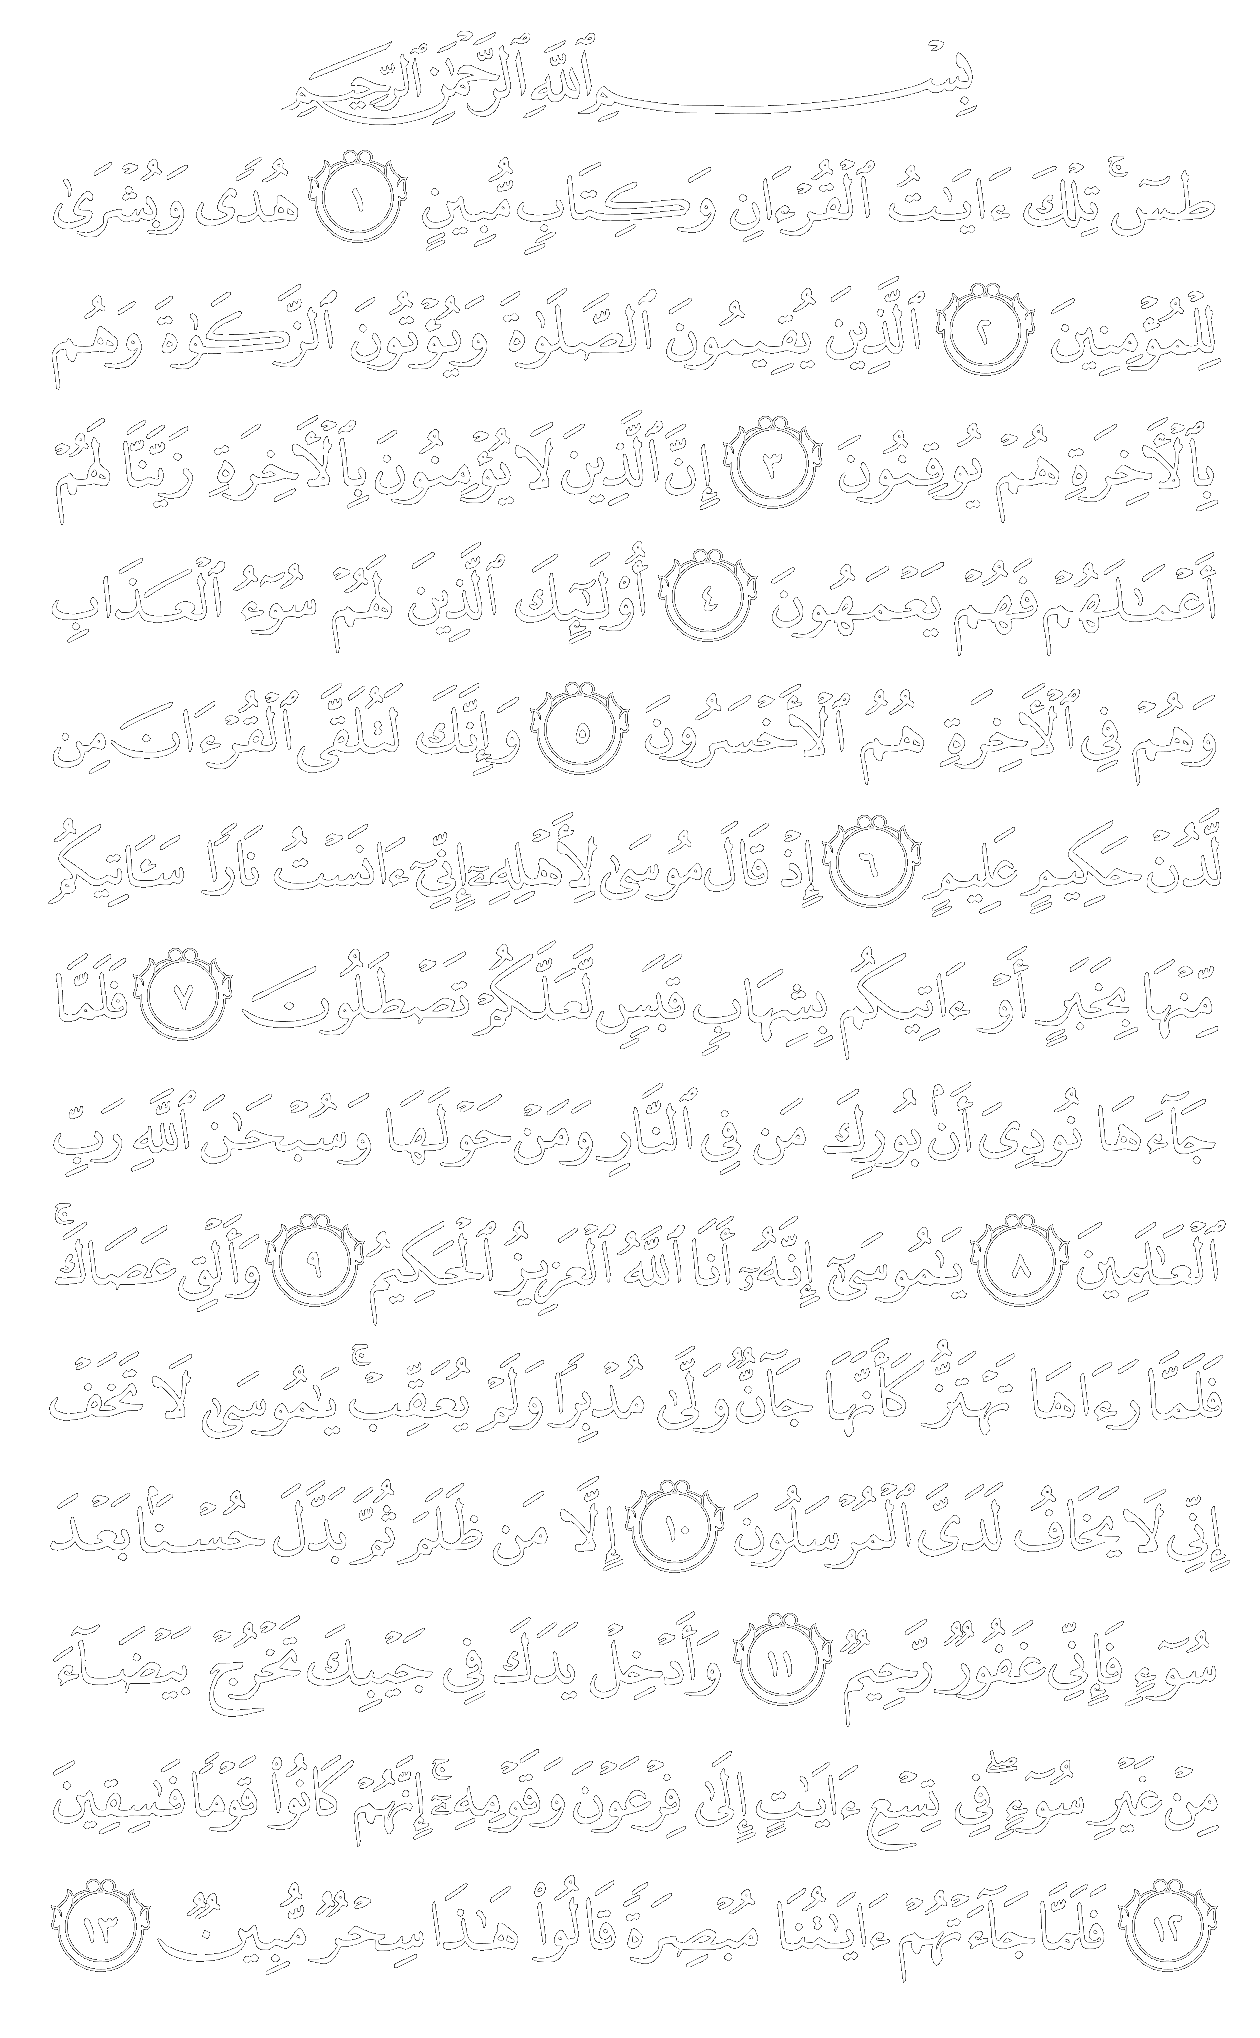 بِسْمِ ٱللَّهِ ٱلرَّحْمَٰنِ ٱلرَّحِيمِ
طسٓ ۚ تِلْكَ ءَايَٰتُ ٱلْقُرْءَانِ وَكِتَابٍ مُّبِينٍ ١ هُدًى وَبُشْرَىٰ
لِلْمُؤْمِنِينَ ٢ ٱلَّذِينَ يُقِيمُونَ ٱلصَّلَوٰةَ وَيُؤْتُونَ ٱلزَّكَوٰةَ وَهُم
بِٱلْأَخِرَةِ هُمْ يُوقِنُونَ ٣ إِنَّ ٱلَّذِينَ لَا يُؤْمِنُونَ بِٱلْأَخِرَةِ زَيَّنَّا لَهُمْ
أَعْمَٰلَهُمْ فَهُمْ يَعْمَهُونَ ٤ أُو۟لَٰٓئِكَ ٱلَّذِينَ لَهُمْ سُوٓءُ ٱلْعَذَابِ
وَهُمْ فِى ٱلْأَخِرَةِ هُمُ ٱلْأَخْسَرُونَ ٥ وَإِنَّكَ لَتُلَقَّى ٱلْقُرْءَانَ مِن
لَّدُنْ حَكِيمٍ عَلِيمٍ ٦ إِذْ قَالَ مُوسَىٰ لِأَهْلِهِۦٓ إِنِّىٓ ءَانَسْتُ نَارًا سَـَٔاتِيكُم
مِّنْهَا بِخَبَرٍ أَوْ ءَاتِيكُم بِشِهَابٍ قَبَسٍ لَّعَلَّكُمْ تَصْطَلُونَ ٧ فَلَمَّا
جَآءَهَا نُودِىَ أَنۢ بُورِكَ مَن فِى ٱلنَّارِ وَمَنْ حَوْلَهَا وَسُبْحَٰنَ ٱللَّهِ رَبِّ
ٱلْعَٰلَمِينَ ٨ يَٰمُوسَىٰٓ إِنَّهُۥٓ أَنَا ٱللَّهُ ٱلْعَزِيزُ ٱلْحَكِيمُ ٩ وَأَلْقِ عَصَاكَ ۚ
فَلَمَّا رَءَاهَا تَهْتَزُّ كَأَنَّهَا جَآنٌّ وَلَّىٰ مُدْبِرًا وَلَمْ يُعَقِّبْ ۚ يَٰمُوسَىٰ لَا تَخَفْ
إِنِّى لَا يَخَافُ لَدَىَّ ٱلْمُرْسَلُونَ ١٠ إِلَّا مَن ظَلَمَ ثُمَّ بَدَّلَ حُسْنًۢا بَعْدَ
سُوٓءٍ فَإِنِّى غَفُورٌ رَّحِيمٌ ١١ وَأَدْخِلْ يَدَكَ فِى جَيْبِكَ تَخْرُجْ بَيْضَآءَ
مِنْ غَيْرِ سُوٓءٍ ۖ فِى تِسْعِ ءَايَٰتٍ إِلَىٰ فِرْعَوْنَ وَقَوْمِهِۦٓ ۚ إِنَّهُمْ كَانُوا۟ قَوْمًا فَٰسِقِينَ
١٢ فَلَمَّا جَآءَتْهُمْ ءَايَٰتُنَا مُبْصِرَةً قَالُوا۟ هَٰذَا سِحْرٌ مُّبِينٌ ١٣